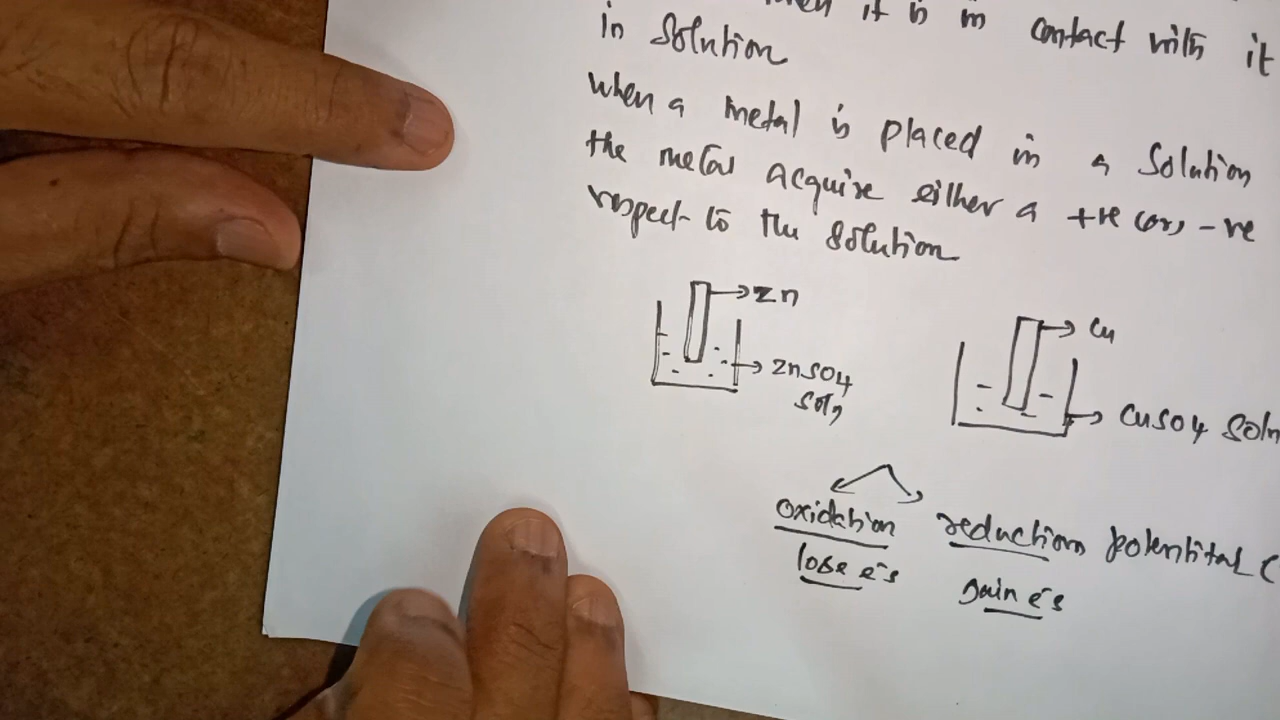 it is in contact with it
in Solution
when a metal is placed in a Solution
the metal acquire either a +ve (or) -ve
respect to the solution
Zn
Cu
ZnSO4
Soln
CuSO4 Soln
oxidation reduction potentital (
lose e-s gain e-s